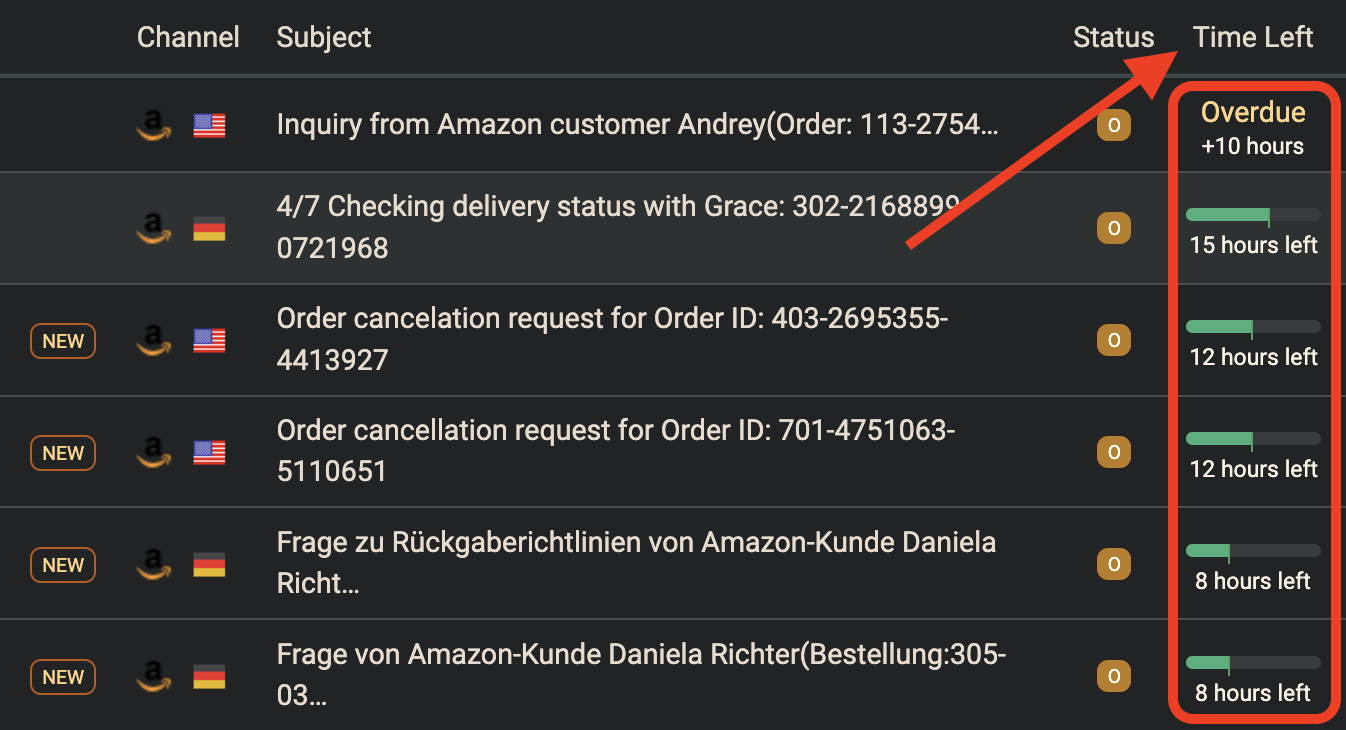 Channel Subject Status Time Left
Inquiry from Amazon customer Andrey(Order: 113-2754... O Overdue
+10 hours
4/7 Checking delivery status with Grace: 302-2168899-
0721968
O
15 hours left
NEW
Order cancelation request for Order ID: 403-2695355-
4413927
O
12 hours left
NEW
Order cancellation request for Order ID: 701-4751063-
5110651
O
12 hours left
NEW
Frage zu Rückgaberichtlinien von Amazon-Kunde Daniela
Richt...
O
8 hours left
NEW
Frage von Amazon-Kunde Daniela Richter(Bestellung:305-
03...
O
8 hours left